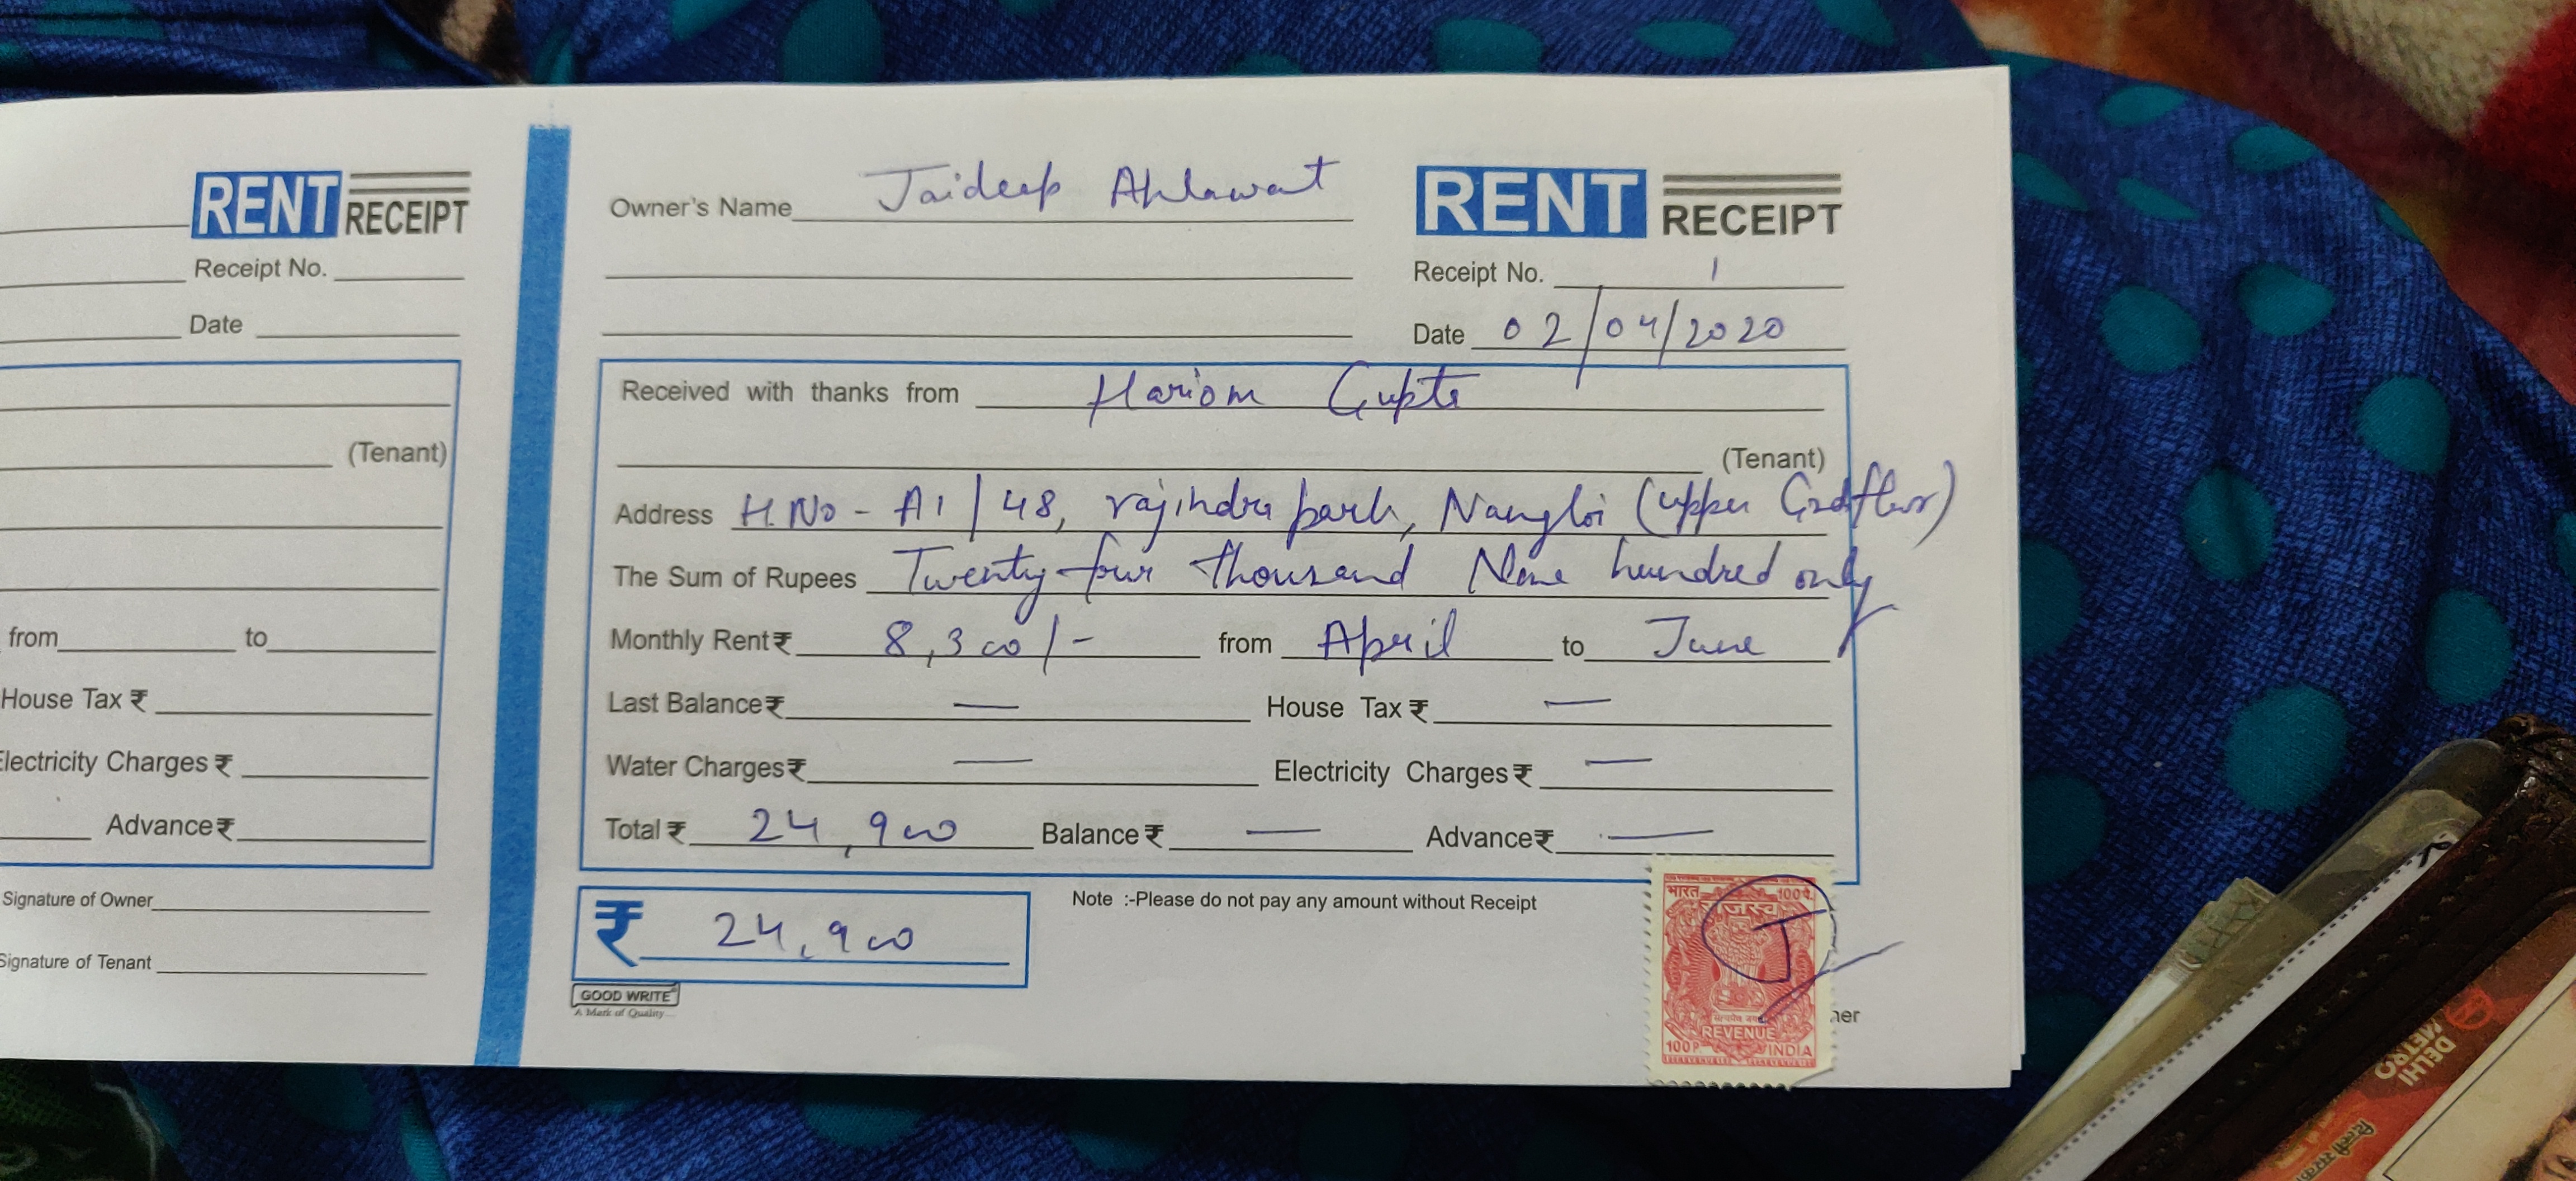 RENT RECEIPT
Receipt No.
Date
(Tenant)
from to
House Tax ₹
Electricity Charges ₹
Advance₹
Signature of Owner
Signature of Tenant
Owner's Name Jaideep Ahlawat
RENT RECEIPT
Receipt No. 1
Date 02/04/2020
Received with thanks from Hariom Gupta
(Tenant)
Address H.No - A1/48, rajindra park, Nangloi (upper Grdfloor)
The Sum of Rupees Twenty four thousand Nine hundred only
Monthly Rent₹ 8,300/- from April to June
Last Balance₹ — House Tax ₹ —
Water Charges₹ — Electricity Charges ₹ —
Total ₹ 24,900 Balance₹ — Advance₹ —
₹ 24,900
Note :-Please do not pay any amount without Receipt
GOOD WRITE
A Mark of Quality...
भारत 100 P.
REVENUE INDIA
100 P.
ner
DELHI
METRO